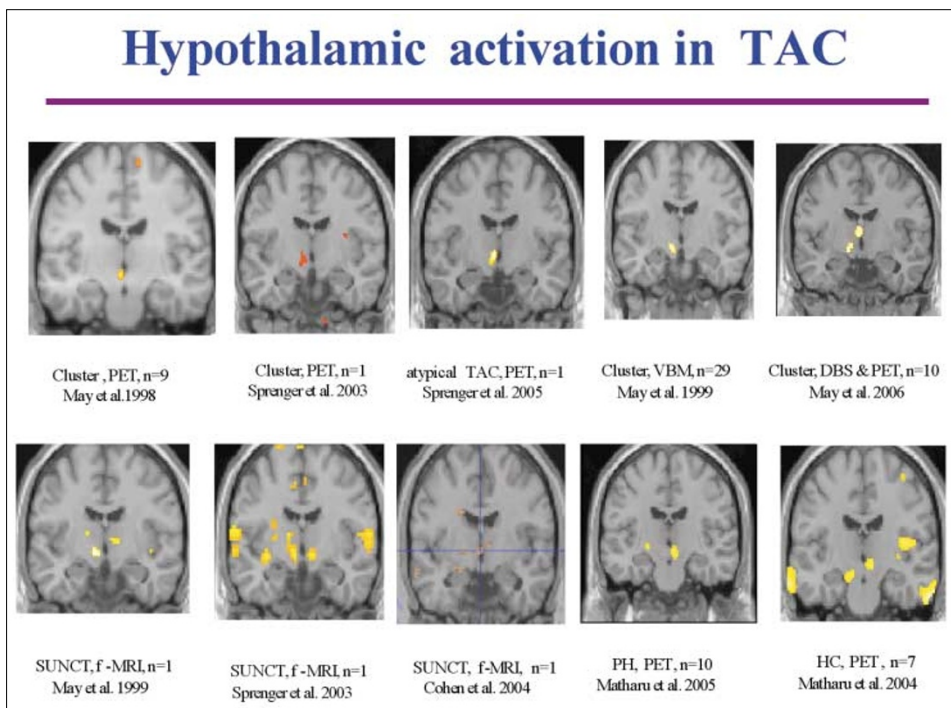 Hypothalamic activation in TAC
Cluster , PET, n=9
May et al.1998
Cluster, PET, n=1
Sprenger et al. 2003
atypical TAC, PET, n=1
Sprenger et al. 2005
Cluster, VBM, n=29
May et al. 1999
Cluster, DBS & PET, n=10
May et al. 2006
SUNCT, f -MRI, n=1
May et al. 1999
SUNCT, f -MRI, n=1
Sprenger et al. 2003
SUNCT, f-MRI, n=1
Cohen et al. 2004
PH, PET, n=10
Matharu et al. 2005
HC, PET , n=7
Matharu et al. 2004